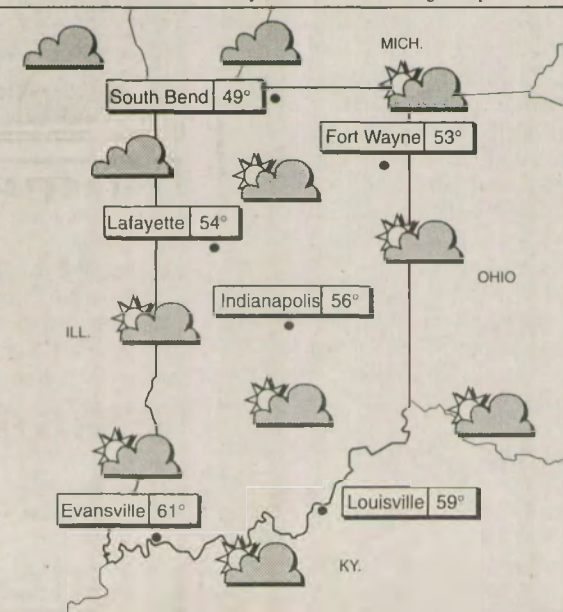 MICH.
South Bend 49°
Fort Wayne 53°
Lafayette 54°
OHIO
Indianapolis 56°
ILL.
Evansville 61°
Louisville 59°
KY.